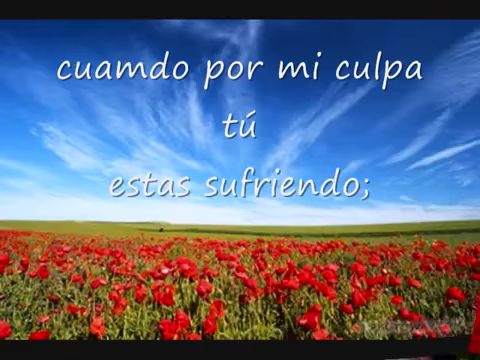 cuamdo por mi culpa
tú
estas sufriendo;